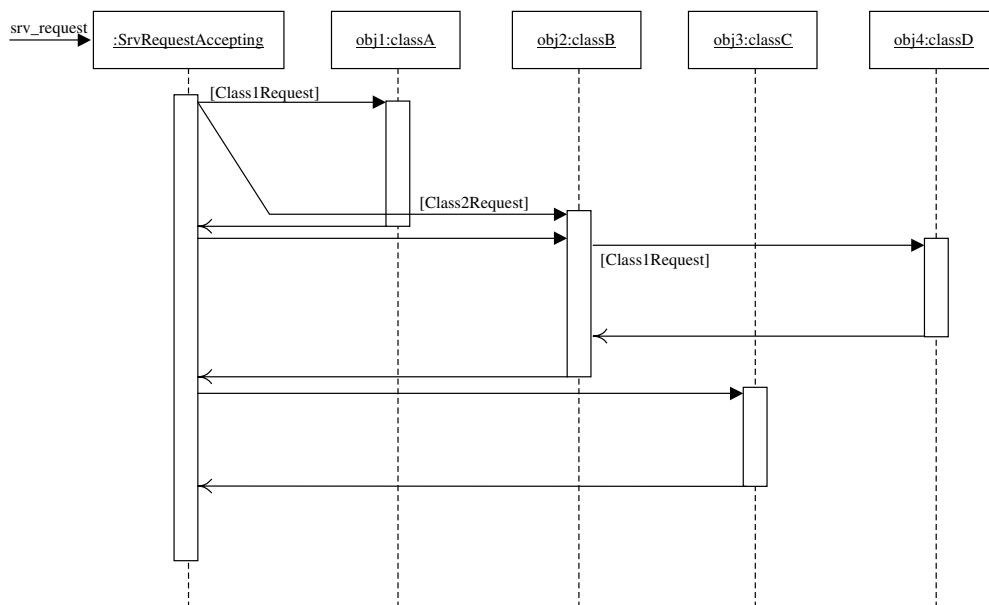 srv_request
:SrvRequestAccepting
obj1:classA
obj2:classB
obj3:classC
obj4:classD
[Class1Request]
[Class2Request]
[Class1Request]